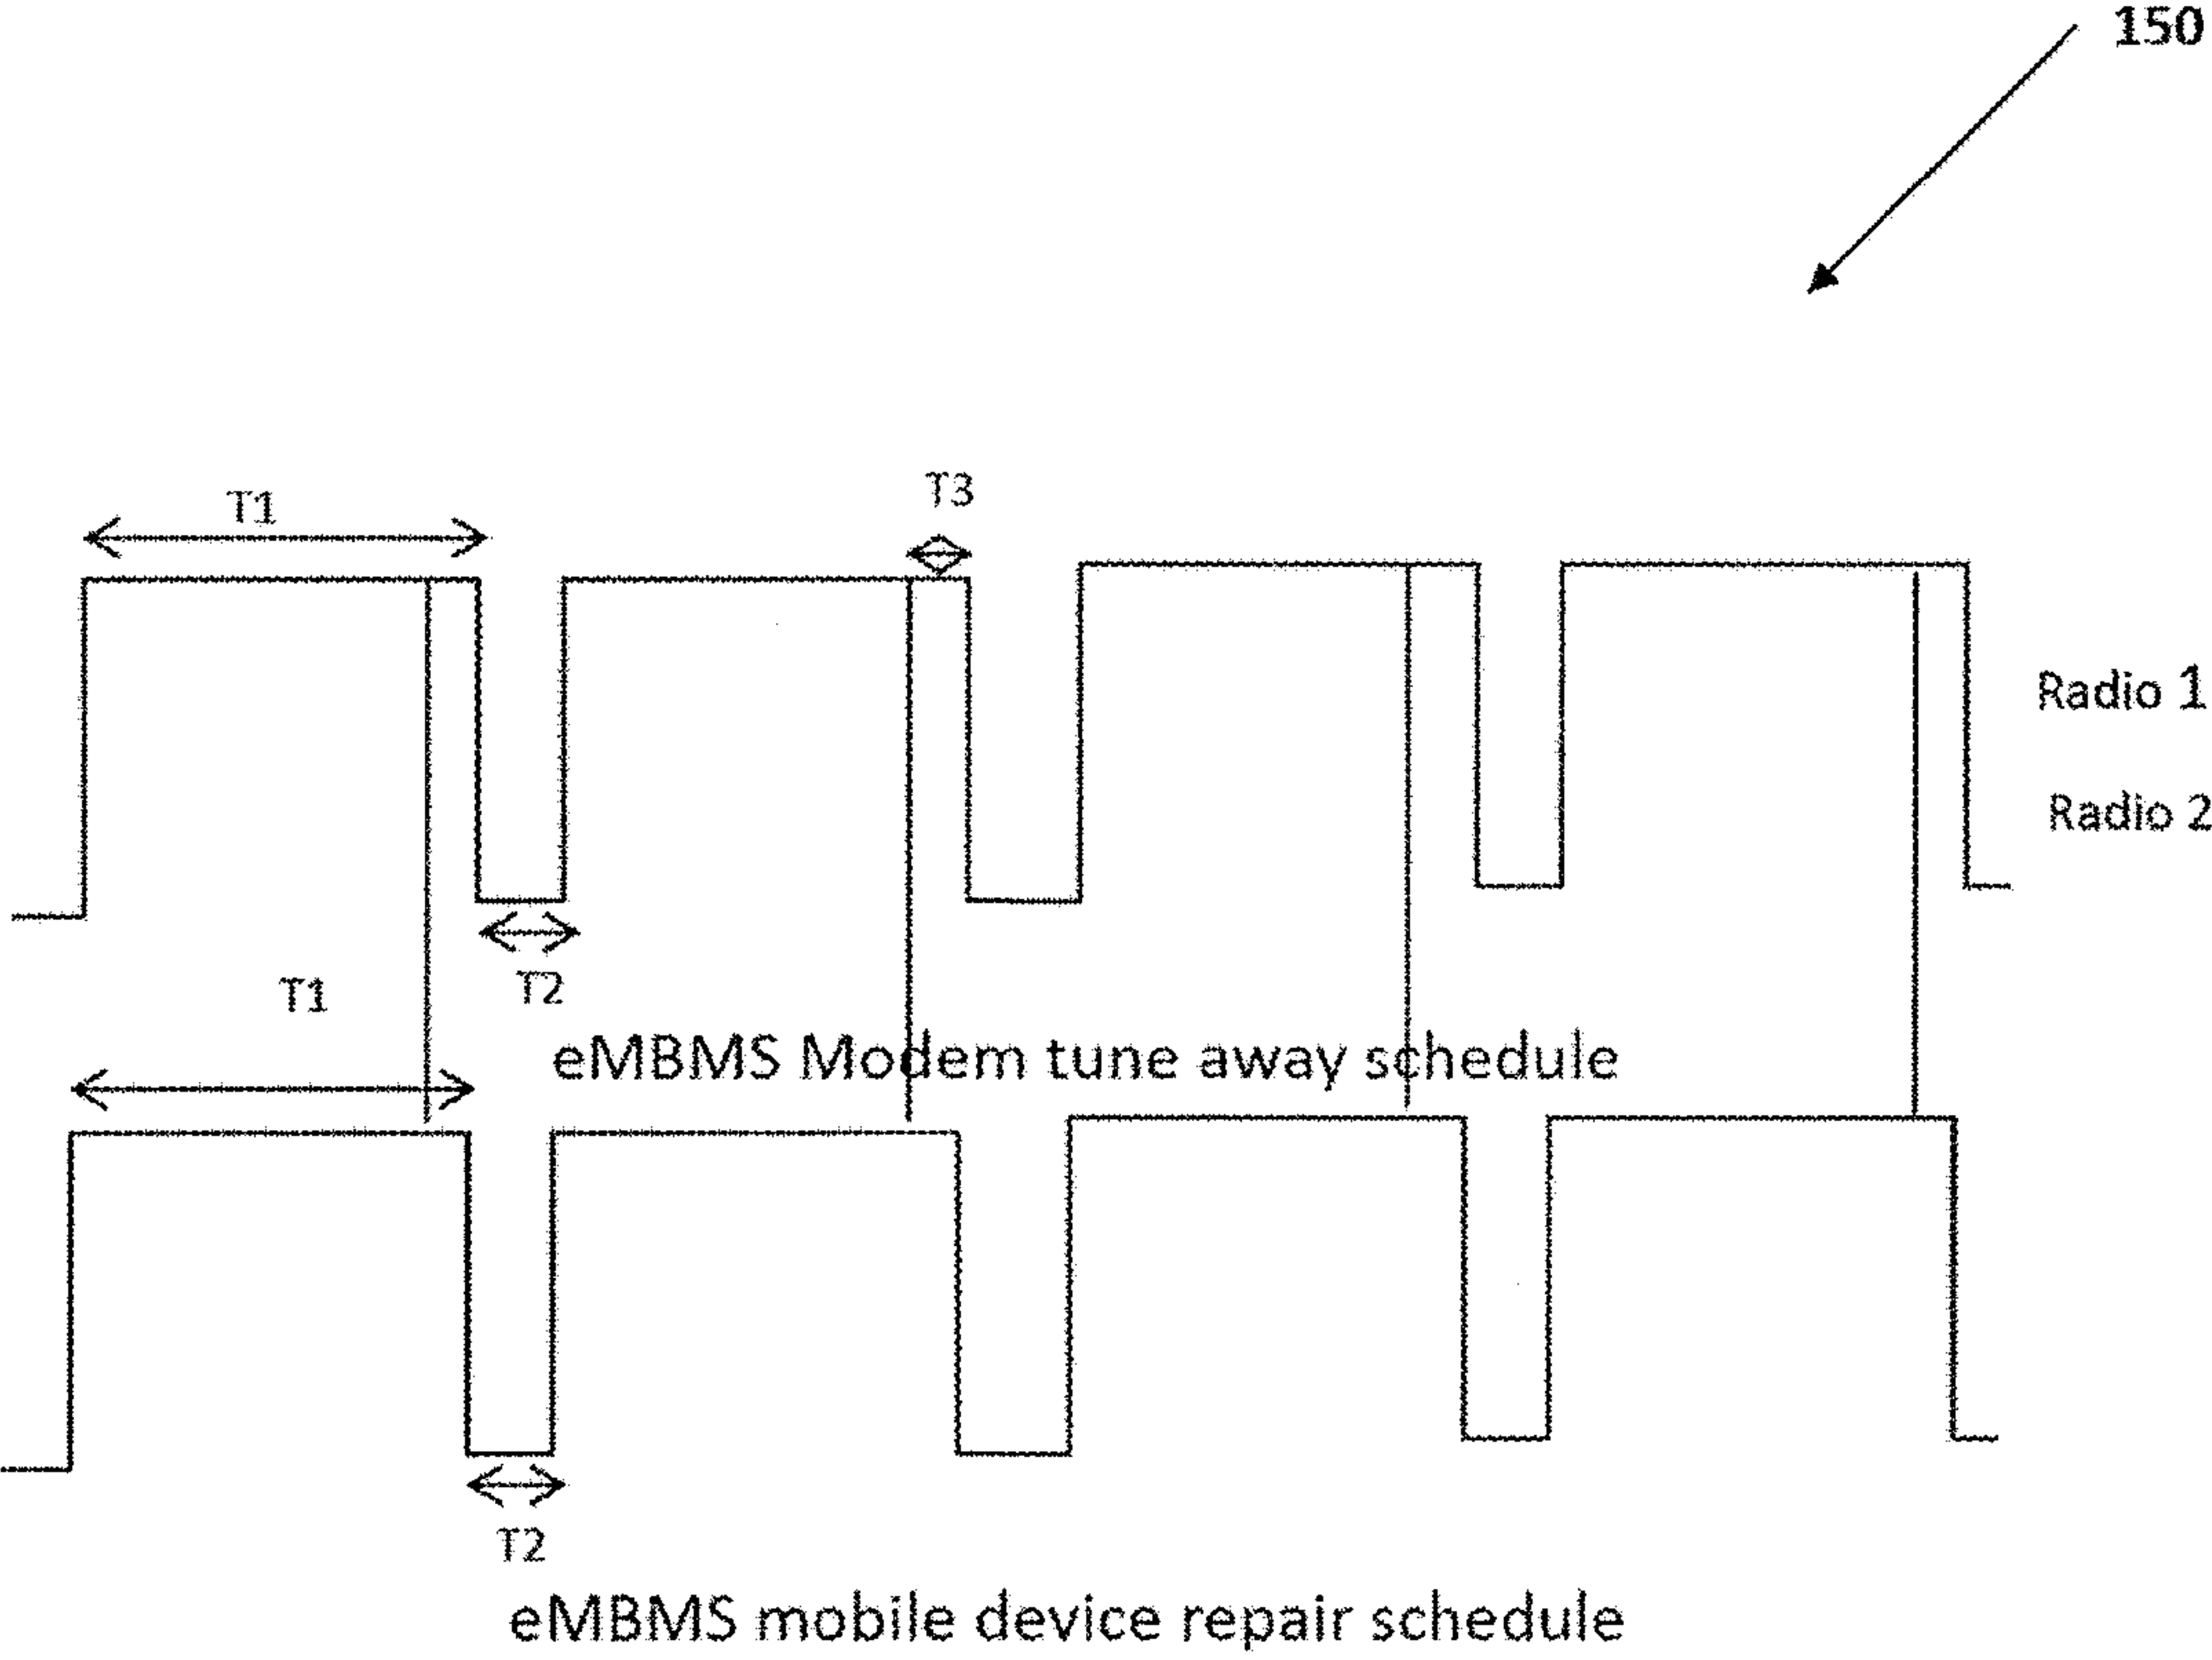 150
T1
T3
Radio 1
Radio 2
T2
T1
eMBMS Modem tune away schedule
T2
eMBMS mobile device repair schedule